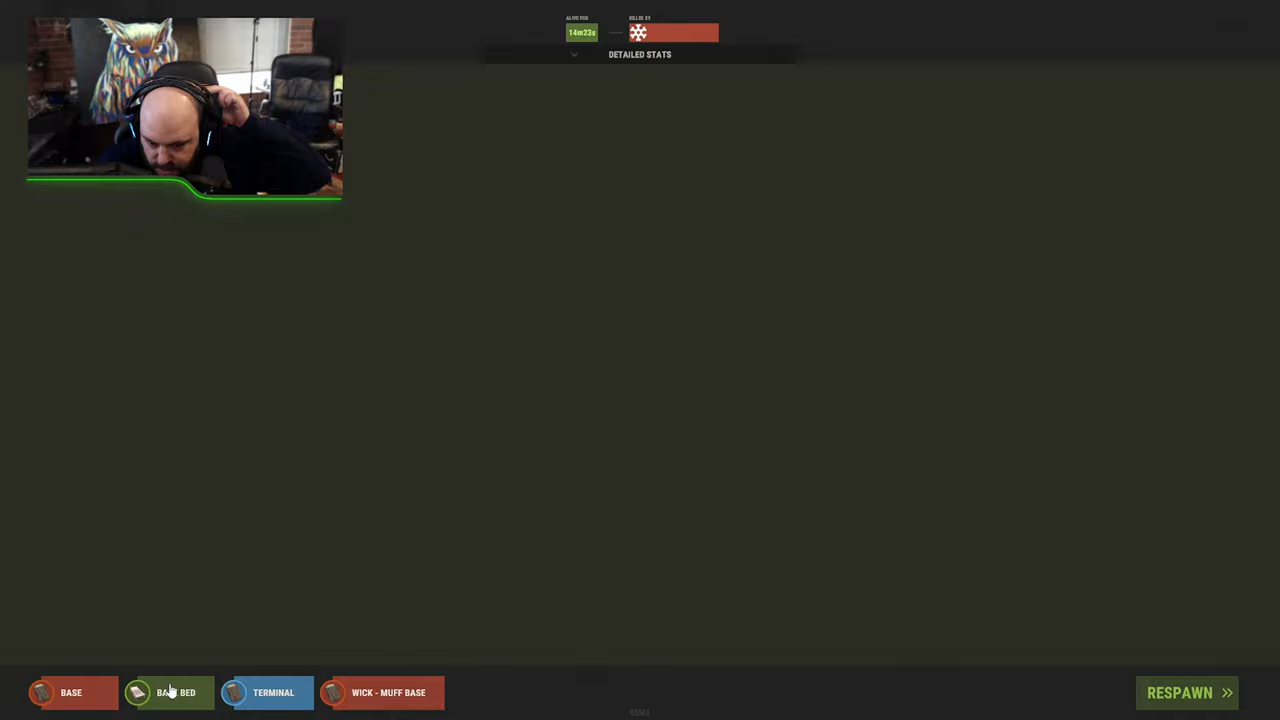 ALIVE FOR
KILLED BY
14m23s
DETAILED STATS
BASE
BED
TERMINAL
WICK - MUFF BASE
RESPAWN